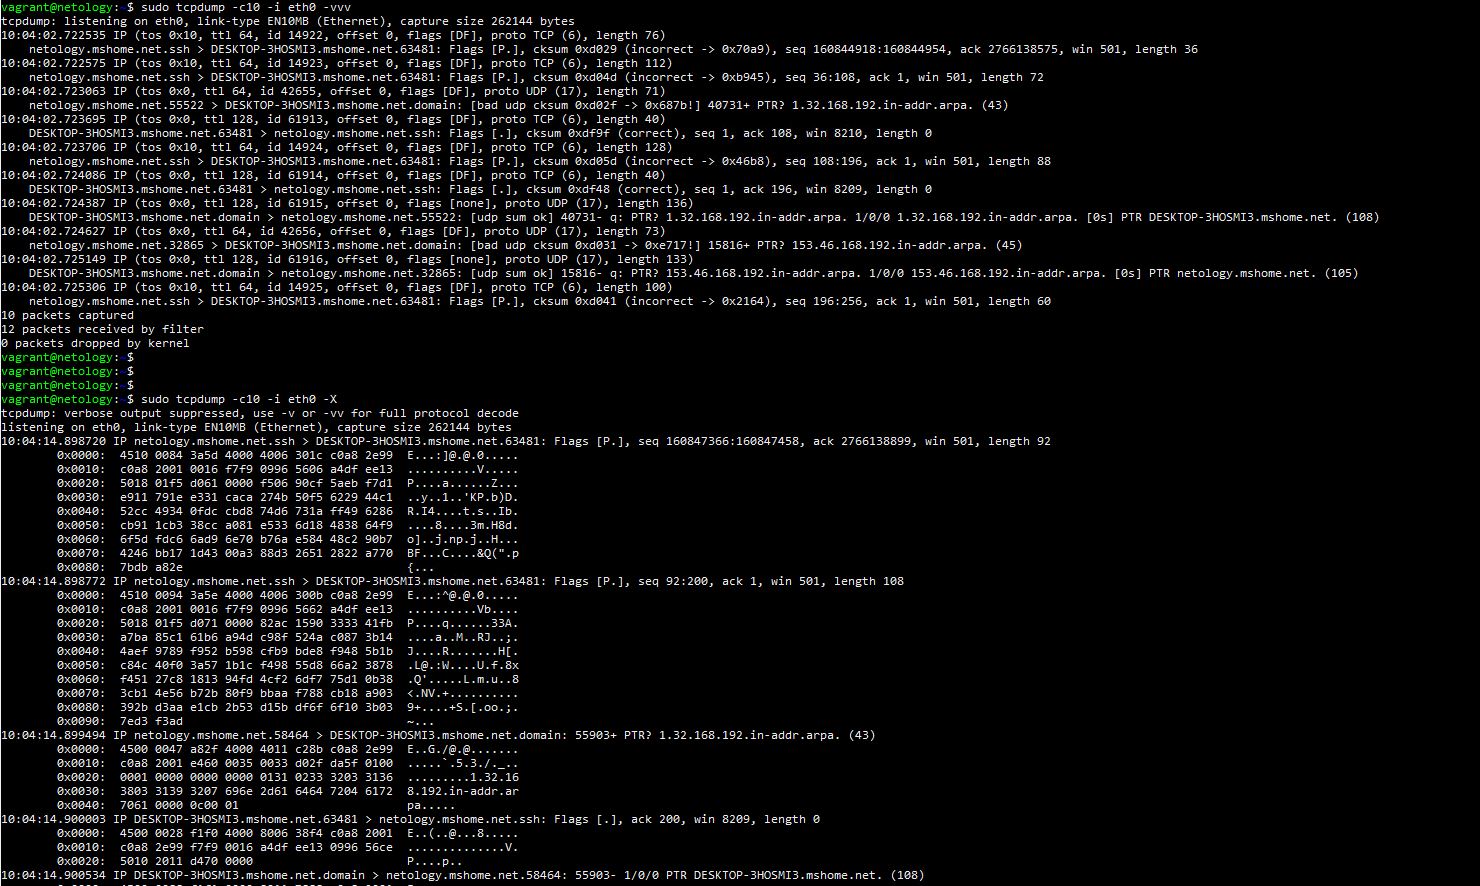 vagrant@netology:~$ sudo tcpdump -c10 -i eth0 -vvv
tcpdump: listening on eth0, link-type EN10MB (Ethernet), capture size 262144 bytes
10:04:02.722535 IP (tos 0x10, ttl 64, id 14922, offset 0, flags [DF], proto TCP (6), length 76)
    netology.mshome.net.ssh > DESKTOP-3HOSMI3.mshome.net.63481: Flags [P.], cksum 0xd029 (incorrect -> 0x70a9), seq 160844918:160844954, ack 2766138575, win 501, length 36
10:04:02.722575 IP (tos 0x10, ttl 64, id 14923, offset 0, flags [DF], proto TCP (6), length 112)
    netology.mshome.net.ssh > DESKTOP-3HOSMI3.mshome.net.63481: Flags [P.], cksum 0xd04d (incorrect -> 0xb945), seq 36:108, ack 1, win 501, length 72
10:04:02.723063 IP (tos 0x0, ttl 64, id 42655, offset 0, flags [DF], proto UDP (17), length 71)
    netology.mshome.net.55522 > DESKTOP-3HOSMI3.mshome.net.domain: [bad udp cksum 0xd02f -> 0x687b!] 40731+ PTR? 1.32.168.192.in-addr.arpa. (43)
10:04:02.723695 IP (tos 0x0, ttl 128, id 61913, offset 0, flags [DF], proto TCP (6), length 40)
    DESKTOP-3HOSMI3.mshome.net.63481 > netology.mshome.net.ssh: Flags [.], cksum 0xdf9f (correct), seq 1, ack 108, win 8210, length 0
10:04:02.723706 IP (tos 0x10, ttl 64, id 14924, offset 0, flags [DF], proto TCP (6), length 128)
    netology.mshome.net.ssh > DESKTOP-3HOSMI3.mshome.net.63481: Flags [P.], cksum 0xd05d (incorrect -> 0x46b8), seq 108:196, ack 1, win 501, length 88
10:04:02.724086 IP (tos 0x0, ttl 128, id 61914, offset 0, flags [DF], proto TCP (6), length 40)
    DESKTOP-3HOSMI3.mshome.net.63481 > netology.mshome.net.ssh: Flags [.], cksum 0xdf48 (correct), seq 1, ack 196, win 8209, length 0
10:04:02.724387 IP (tos 0x0, ttl 128, id 61915, offset 0, flags [none], proto UDP (17), length 136)
    DESKTOP-3HOSMI3.mshome.net.domain > netology.mshome.net.55522: [udp sum ok] 40731- q: PTR? 1.32.168.192.in-addr.arpa. 1/0/0 1.32.168.192.in-addr.arpa. [0s] PTR DESKTOP-3HOSMI3.mshome.net. (108)
10:04:02.724627 IP (tos 0x0, ttl 64, id 42656, offset 0, flags [DF], proto UDP (17), length 73)
    netology.mshome.net.32865 > DESKTOP-3HOSMI3.mshome.net.domain: [bad udp cksum 0xd031 -> 0xe717!] 15816+ PTR? 153.46.168.192.in-addr.arpa. (45)
10:04:02.725149 IP (tos 0x0, ttl 128, id 61916, offset 0, flags [none], proto UDP (17), length 133)
    DESKTOP-3HOSMI3.mshome.net.domain > netology.mshome.net.32865: [udp sum ok] 15816- q: PTR? 153.46.168.192.in-addr.arpa. 1/0/0 153.46.168.192.in-addr.arpa. [0s] PTR netology.mshome.net. (105)
10:04:02.725306 IP (tos 0x10, ttl 64, id 14925, offset 0, flags [DF], proto TCP (6), length 100)
    netology.mshome.net.ssh > DESKTOP-3HOSMI3.mshome.net.63481: Flags [P.], cksum 0xd041 (incorrect -> 0x2164), seq 196:256, ack 1, win 501, length 60
10 packets captured
12 packets received by filter
0 packets dropped by kernel
vagrant@netology:~$
vagrant@netology:~$
vagrant@netology:~$
vagrant@netology:~$ sudo tcpdump -c10 -i eth0 -X
tcpdump: verbose output suppressed, use -v or -vv for full protocol decode
listening on eth0, link-type EN10MB (Ethernet), capture size 262144 bytes
10:04:14.898720 IP netology.mshome.net.ssh > DESKTOP-3HOSMI3.mshome.net.63481: Flags [P.], seq 160847366:160847458, ack 2766138899, win 501, length 92
        0x0000:  4510 0084 3a5d 4000 4006 301c c0a8 2e99  E...:]@.@.0.....
        0x0010:  c0a8 2001 0016 f7f9 0996 5606 a4df ee13  ..........V.....
        0x0020:  5018 01f5 d061 0000 f506 90cf 5aeb f7d1  P....a......Z...
        0x0030:  e911 791e e331 caca 274b 50f5 6229 44c1  ..y..1..'KP.b)D.
        0x0040:  52cc 4934 0fdc cbd8 74d6 731a ff49 6286  R.I4....t.s..Ib.
        0x0050:  cb91 1cb3 38cc a081 e533 6d18 4838 64f9  ....8....3m.H8d.
        0x0060:  6f5d fdc6 6ad9 6e70 b76a e584 48c2 90b7  o]..j.np.j..H...
        0x0070:  4246 bb17 1d43 00a3 88d3 2651 2822 a770  BF...C....&Q(".p
        0x0080:  7bdb a82e                                {...
10:04:14.898772 IP netology.mshome.net.ssh > DESKTOP-3HOSMI3.mshome.net.63481: Flags [P.], seq 92:200, ack 1, win 501, length 108
        0x0000:  4510 0094 3a5e 4000 4006 300b c0a8 2e99  E...:^@.@.0.....
        0x0010:  c0a8 2001 0016 f7f9 0996 5662 a4df ee13  ..........Vb....
        0x0020:  5018 01f5 d071 0000 82ac 1590 3333 41fb  P....q......33A.
        0x0030:  a7ba 85c1 61b6 a94d c98f 524a c087 3b14  ....a..M..RJ..;.
        0x0040:  4aef 9789 f952 b598 cfb9 bde8 f948 5b1b  J....R.......H[.
        0x0050:  c84c 40f0 3a57 1b1c f498 55d8 66a2 3878  .L@.:W....U.f.8x
        0x0060:  f451 27c8 1813 94fd 4cf2 6df7 75d1 0b38  .Q'.....L.m.u..8
        0x0070:  3cb1 4e56 b72b 80f9 bbaa f788 cb18 a903  <.NV.+..........
        0x0080:  392b d3aa e1cb 2b53 d15b df6f 6f10 3b03  9+....+S.[.oo.;.
        0x0090:  7ed3 f3ad                                ~...
10:04:14.899494 IP netology.mshome.net.58464 > DESKTOP-3HOSMI3.mshome.net.domain: 55903+ PTR? 1.32.168.192.in-addr.arpa. (43)
        0x0000:  4500 0047 a82f 4000 4011 c28b c0a8 2e99  E..G./@.@.......
        0x0010:  c0a8 2001 e460 0035 0033 d02f da5f 0100  .....`.5.3./._..
        0x0020:  0001 0000 0000 0000 0131 0233 3203 3136  .........1.32.16
        0x0030:  3803 3139 3207 696e 2d61 6464 7204 6172  8.192.in-addr.ar
        0x0040:  7061 0000 0c00 01                        pa.....
10:04:14.900003 IP DESKTOP-3HOSMI3.mshome.net.63481 > netology.mshome.net.ssh: Flags [.], ack 200, win 8209, length 0
        0x0000:  4500 0028 f1f0 4000 8006 38f4 c0a8 2001  E..(..@...8.....
        0x0010:  c0a8 2e99 f7f9 0016 a4df ee13 0996 56ce  ..............V.
        0x0020:  5010 2011 d470 0000                      P....p..
10:04:14.900534 IP DESKTOP-3HOSMI3.mshome.net.domain > netology.mshome.net.58464: 55903- 1/0/0 PTR DESKTOP-3HOSMI3.mshome.net. (108)